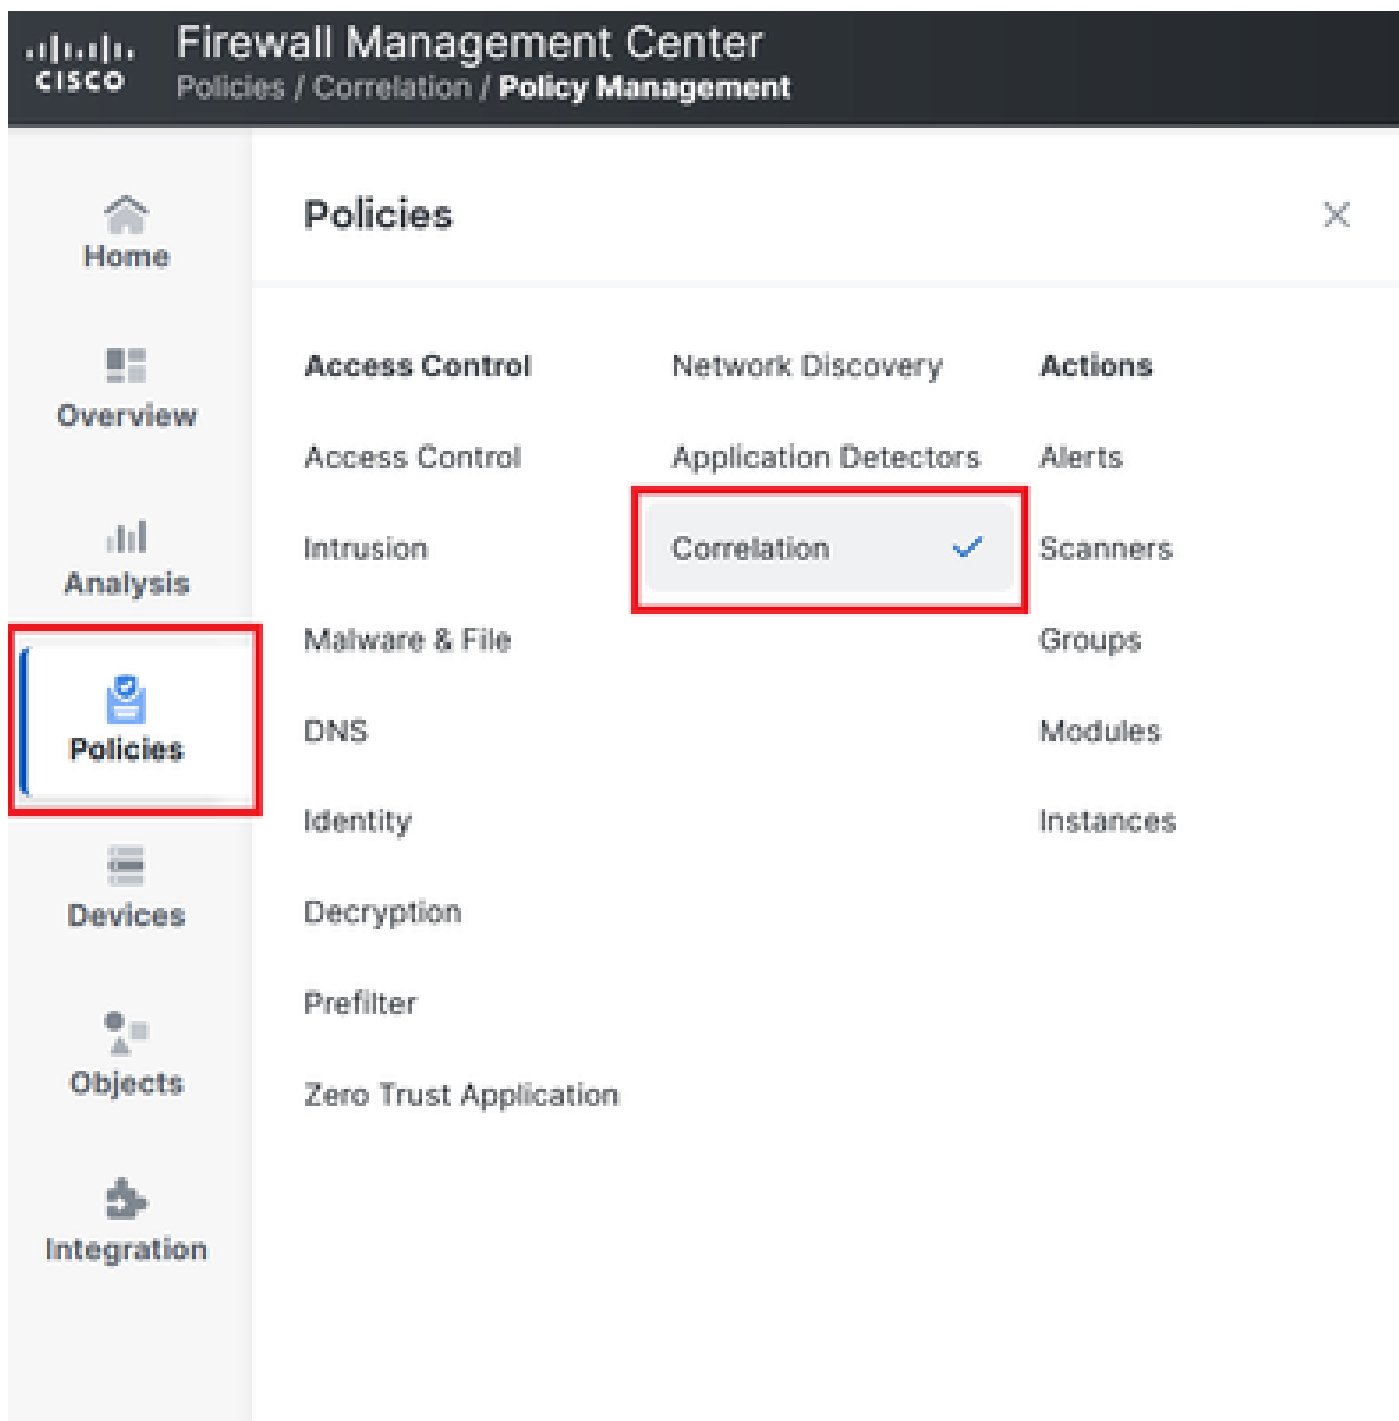 Firewall Management Center
CISCO
Policies / Correlation / Policy Management
Home
Overview
Analysis
Policies
Devices
Objects
Integration
Policies
Access Control
Access Control
Intrusion
Malware & File
DNS
Identity
Decryption
Prefilter
Zero Trust Application
Network Discovery
Application Detectors
Correlation
Actions
Alerts
Scanners
Groups
Modules
Instances